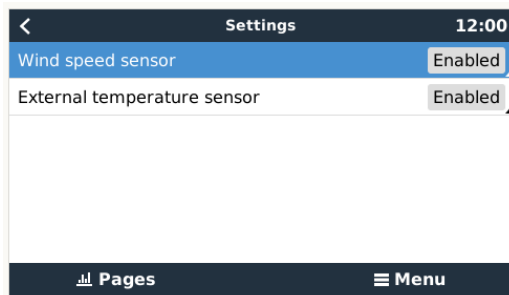 Settings 12:00
Wind speed sensor Enabled
External temperature sensor Enabled
Pages Menu